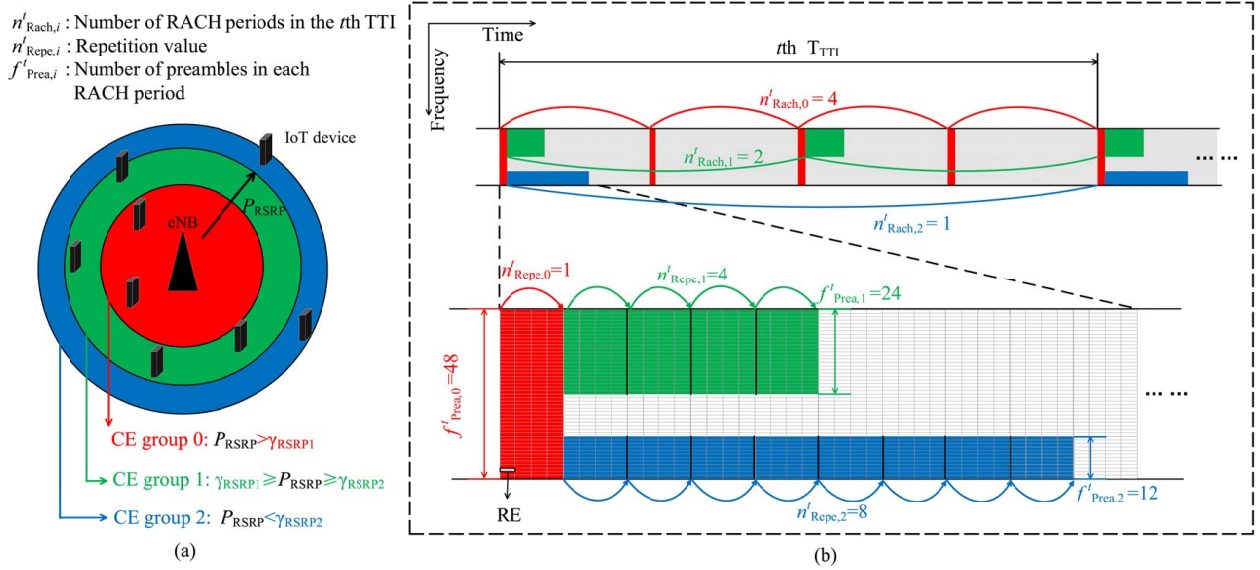 n^t_Rach,i : Number of RACH periods in the tth TTI
n^t_Repe,i : Repetition value
f^t_Prea,i : Number of preambles in each
RACH period
IoT device
P_RSRP
eNB
CE group 0: P_RSRP>γ_RSRP1
CE group 1: γ_RSRP1≥P_RSRP≥γ_RSRP2
CE group 2: P_RSRP<γ_RSRP2
(a)
Time
Frequency
tth T_TTI
n^t_Rach,0 = 4
n^t_Rach,1 = 2
n^t_Rach,2 = 1
... ...
n^t_Repe,0=1
n^t_Repe,1=4
f^t_Prea,1=24
f^t_Prea,0=48
... ...
f^t_Prea,2=12
n^t_Repe,2=8
RE
(b)